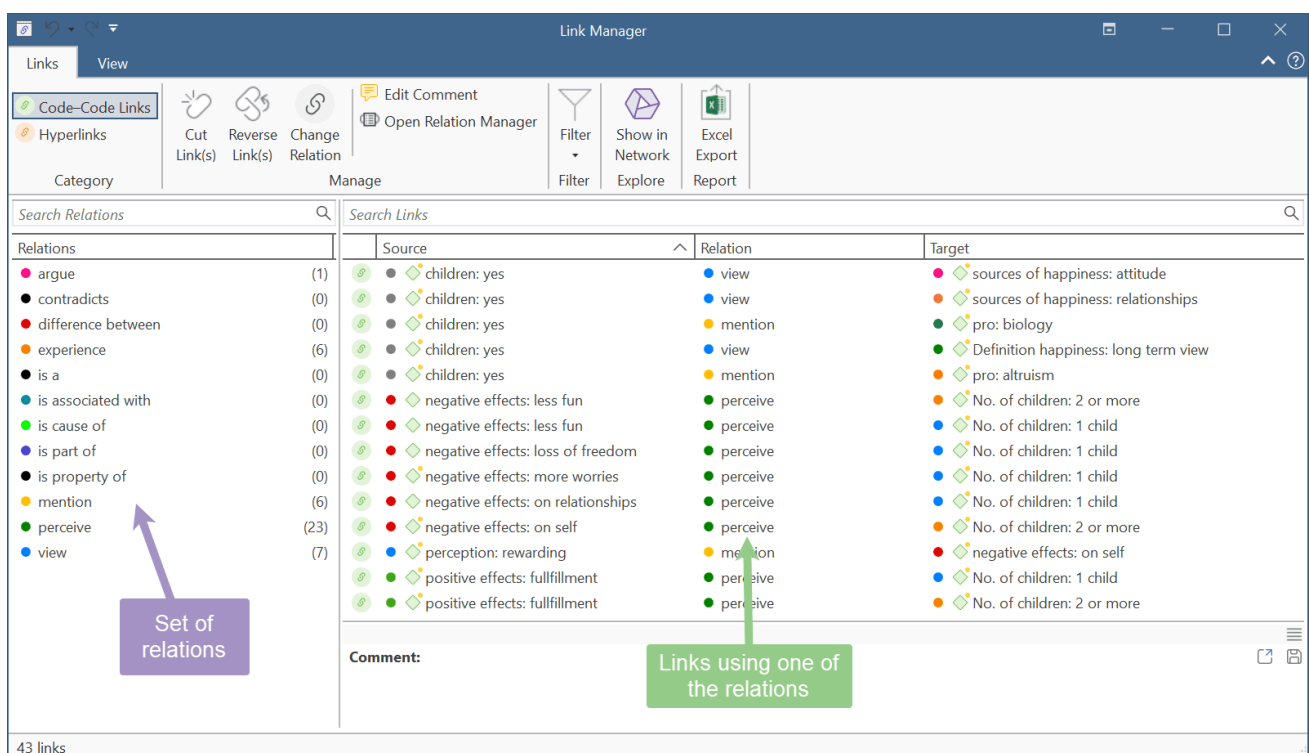 Link Manager
Links View
Code–Code Links
Hyperlinks
Category
Cut Link(s)
Reverse Link(s)
Change Relation
Edit Comment
Open Relation Manager
Manage
Filter
Filter
Show in Network
Explore
Excel Export
Report
Search Relations
Search Links
Relations
argue (1)
contradicts (0)
difference between (0)
experience (6)
is a (0)
is associated with (0)
is cause of (0)
is part of (0)
is property of (0)
mention (6)
perceive (23)
view (7)
Set of
relations
Source Relation Target
children: yes view sources of happiness: attitude
children: yes view sources of happiness: relationships
children: yes mention pro: biology
children: yes view Definition happiness: long term view
children: yes mention pro: altruism
negative effects: less fun perceive No. of children: 2 or more
negative effects: less fun perceive No. of children: 1 child
negative effects: loss of freedom perceive No. of children: 1 child
negative effects: more worries perceive No. of children: 1 child
negative effects: on relationships perceive No. of children: 1 child
negative effects: on self perceive No. of children: 2 or more
perception: rewarding mention negative effects: on self
positive effects: fullfillment perceive No. of children: 1 child
positive effects: fullfillment perceive No. of children: 2 or more
Links using one of
the relations
Comment:
43 links